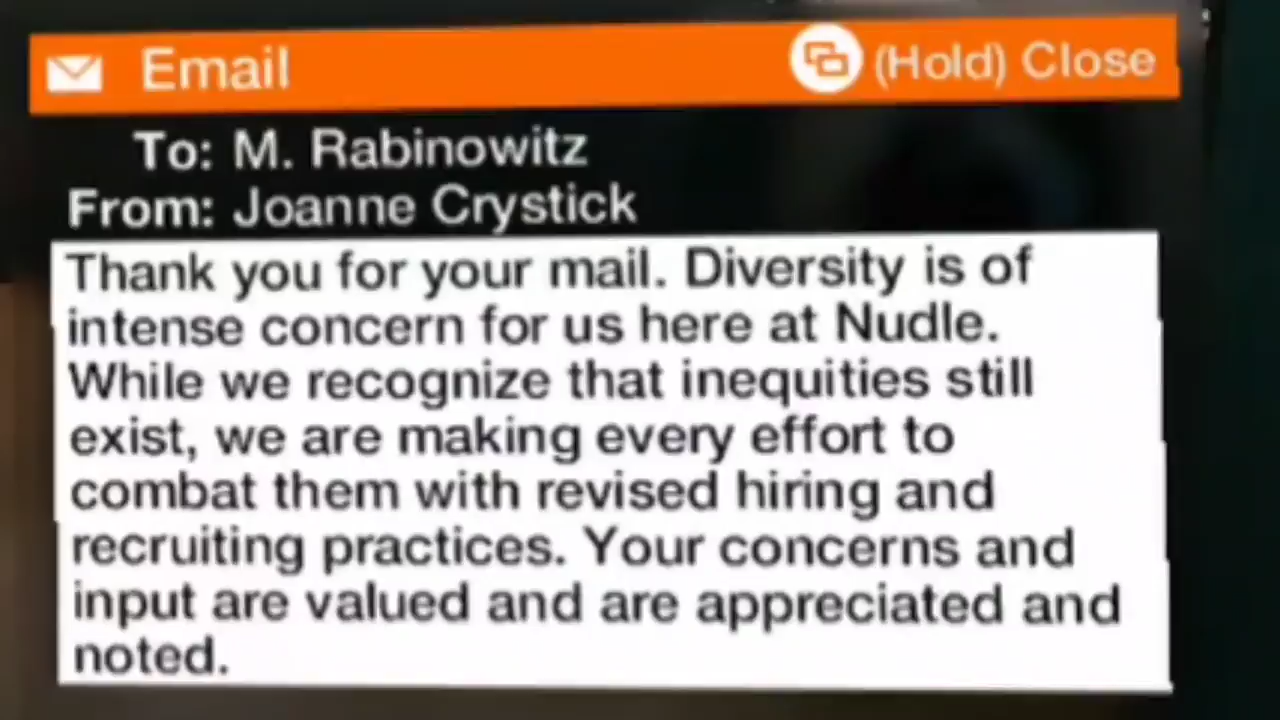 Email
(Hold) Close
To: M. Rabinowitz
From: Joanne Crystick
Thank you for your mail. Diversity is of
intense concern for us here at Nudle.
While we recognize that inequities still
exist, we are making every effort to
combat them with revised hiring and
recruiting practices. Your concerns and
input are valued and are appreciated and
noted.